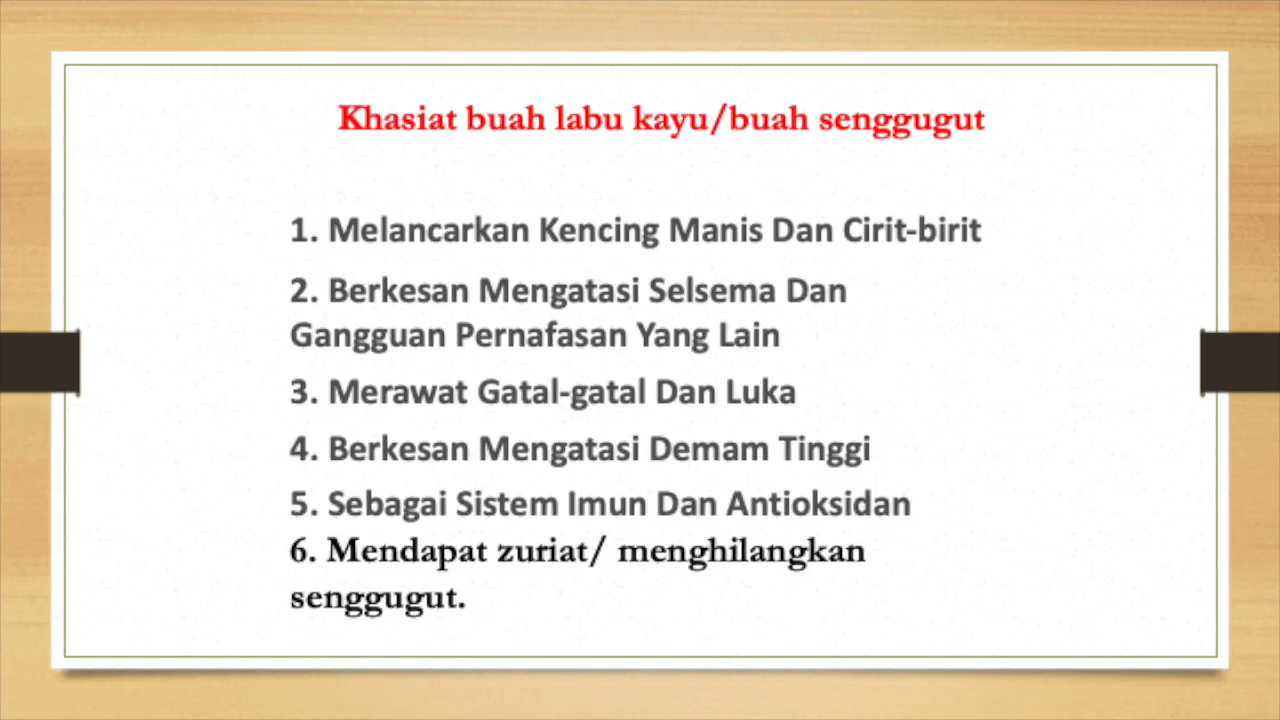 Khasiat buah labu kayu/buah senggugut
1. Melancarkan Kencing Manis Dan Cirit-birit
2. Berkesan Mengatasi Selsema Dan
Gangguan Pernafasan Yang Lain
3. Merawat Gatal-gatal Dan Luka
4. Berkesan Mengatasi Demam Tinggi
5. Sebagai Sistem Imun Dan Antioksidan
6. Mendapat zuriat/ menghilangkan
senggugut.